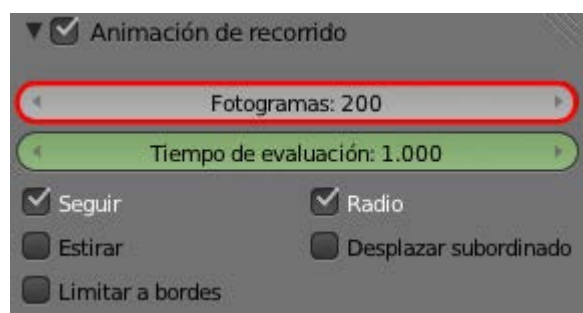 Animación de recorrido
Fotogramas: 200
Tiempo de evaluación: 1.000
Seguir
Radio
Estirar
Desplazar subordinado
Limitar a bordes